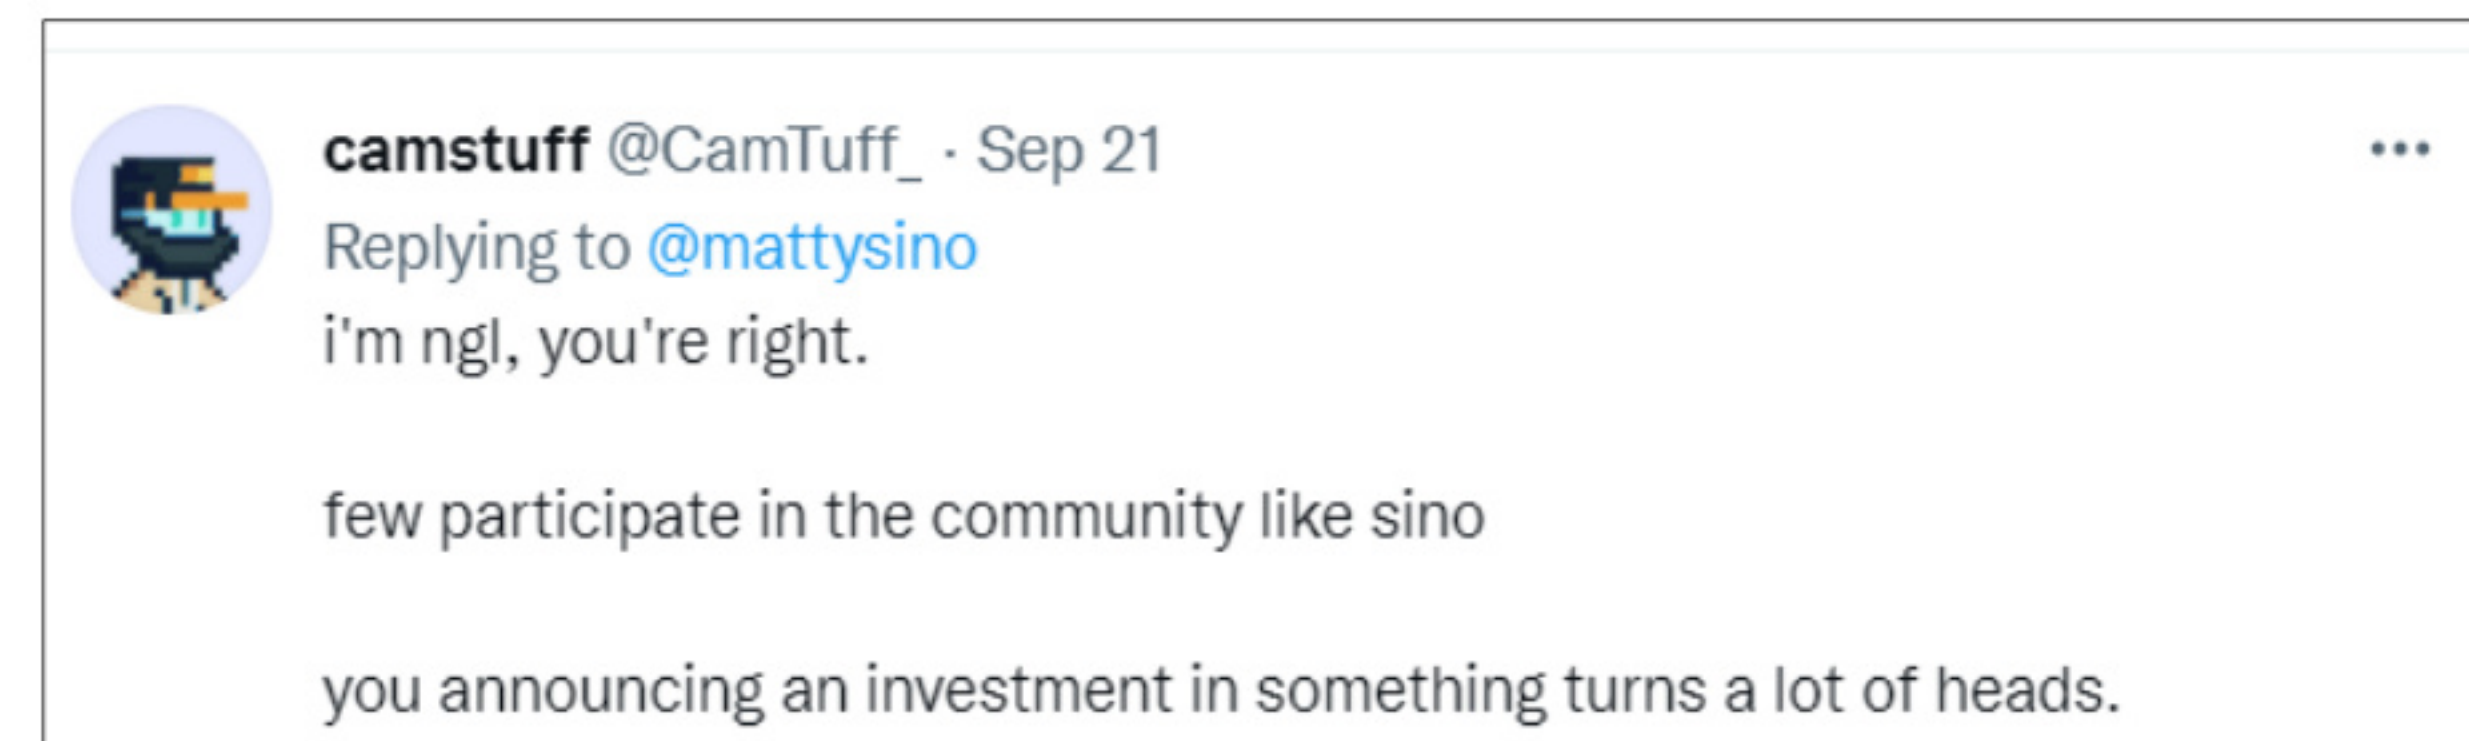 camstuff @CamTuff_ · Sep 21
Replying to @mattysino
i'm ngl, you're right.
few participate in the community like sino
you announcing an investment in something turns a lot of heads.